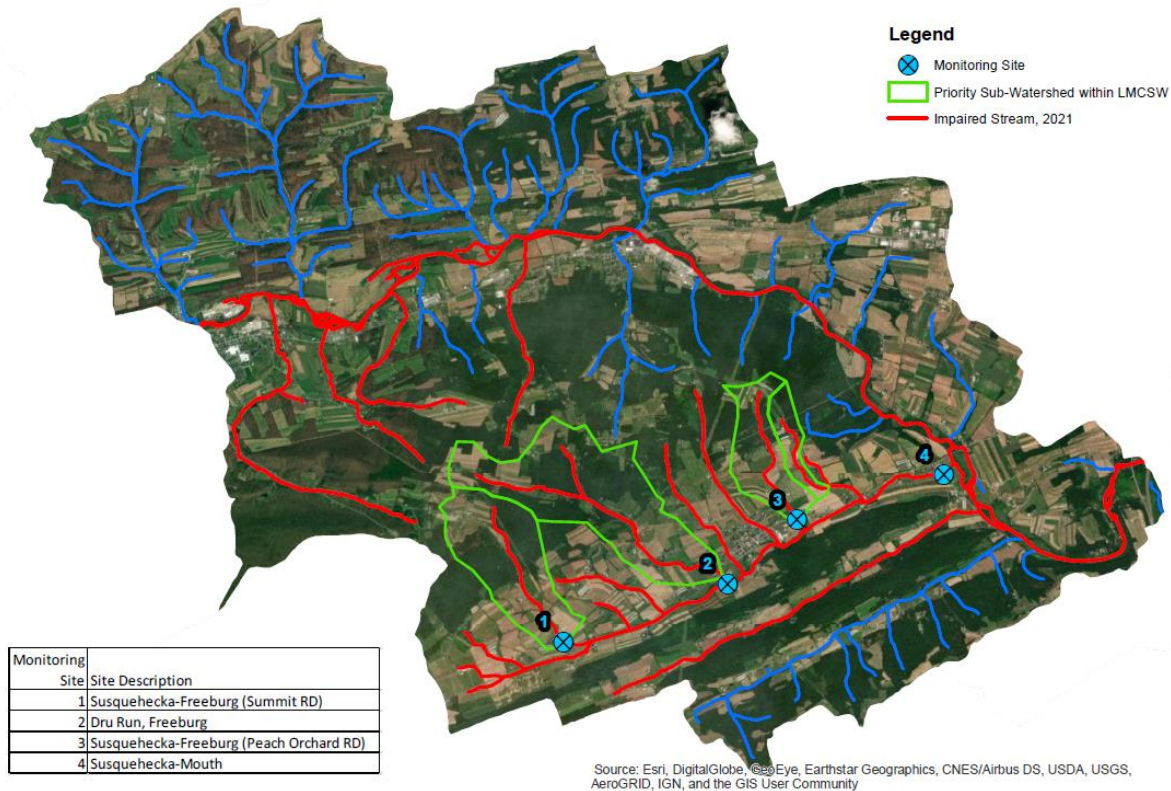 Legend
Monitoring Site
Priority Sub-Watershed within LMCSW
Impaired Stream, 2021
4
3
2
1
Monitoring
Site Site Description
1 Susquehecka-Freeburg (Summit RD)
2 Dru Run, Freeburg
3 Susquehecka-Freeburg (Peach Orchard RD)
4 Susquehecka-Mouth
Source: Esri, DigitalGlobe, GeoEye, Earthstar Geographics, CNES/Airbus DS, USDA, USGS,
AeroGRID, IGN, and the GIS User Community